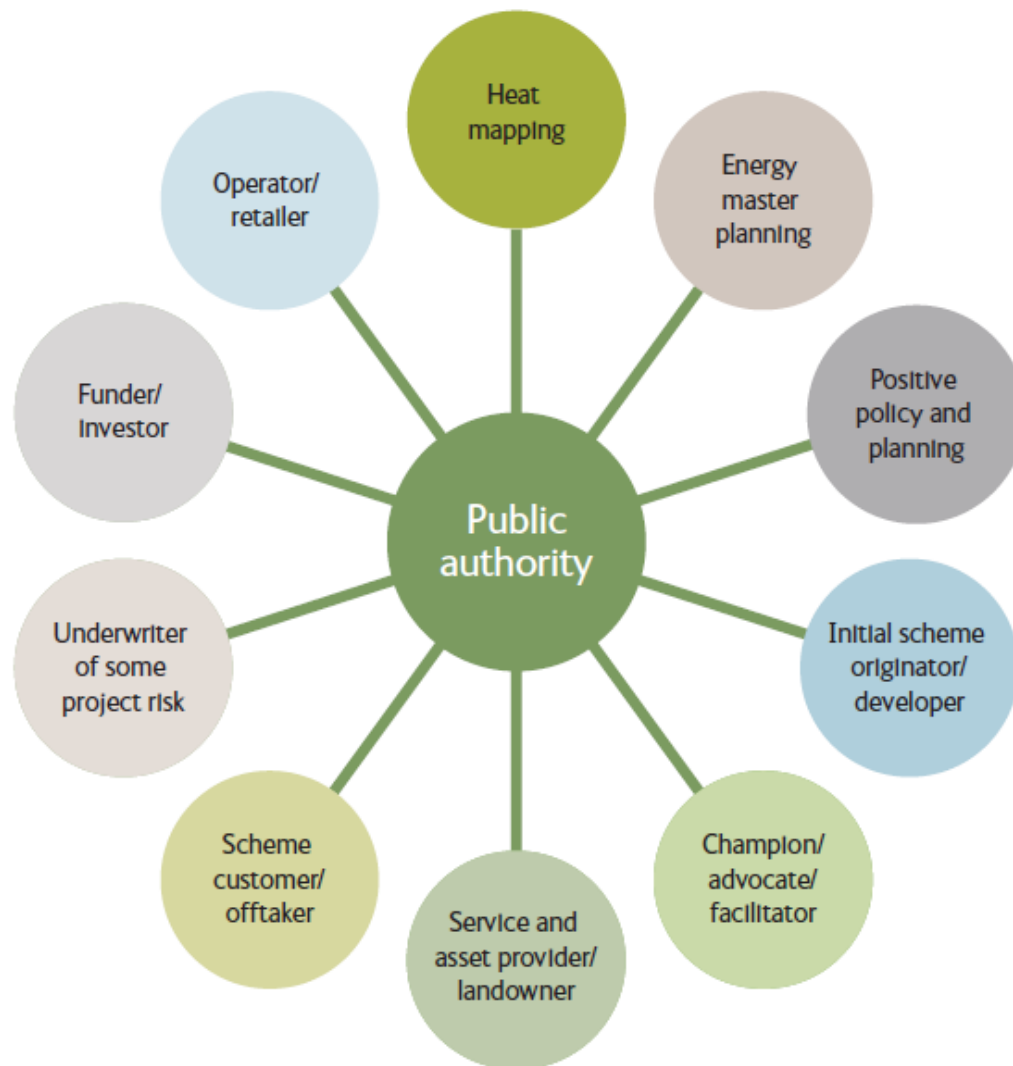 Heat
mapping
Energy
master
planning
Positive
policy and
planning
Initial scheme
originator/
developer
Champion/
advocate/
facilitator
Service and
asset provider/
landowner
Scheme
customer/
offtaker
Underwriter
of some
project risk
Funder/
investor
Operator/
retailer
Public
authority